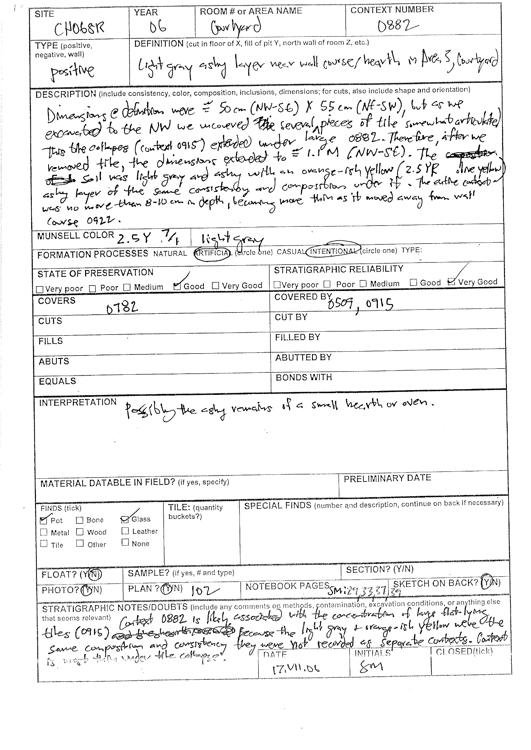 SITE YEAR ROOM # or AREA NAME CONTEXT NUMBER
CH06SR 06 Courtyard 0882
TYPE (positive, negative, wall) DEFINITION (cut in floor of X, fill of pit Y, north wall of room Z, etc.)
positive Light gray ashy layer near wall course/hearth in Area 3, Courtyard
DESCRIPTION (include consistency, color, composition, inclusions, dimensions; for cuts, also include shape and orientation)
Dimensions @ definition were = 50cm (NW-SE) X 55cm (NE-SW), but as we
excavated to the NW we uncovered several large pieces of tile somewhat articulated
This tile collapse (context 0915) extended under 0882. Therefore, after we
removed tile, the dimensions extended to = 1.1 M (NW-SE). The
soil was light gray and ashy with an orange-ish yellow (2.5YR olive yellow)
ashy layer of the same consistency and composition under it. The entire context
was no more than 8-10 cm in depth, becoming more thin as it moved away from wall
course 0922.
MUNSELL COLOR 2.5Y 7/1 light gray
FORMATION PROCESSES NATURAL ARTIFICIAL (circle one) CASUAL INTENTIONAL (circle one) TYPE:
STATE OF PRESERVATION STRATIGRAPHIC RELIABILITY
Very poor Poor Medium Good Very Good Very poor Poor Medium Good Very Good
COVERS 0782 COVERED BY 0509, 0915
CUTS CUT BY
FILLS FILLED BY
ABUTS ABUTTED BY
EQUALS BONDS WITH
INTERPRETATION Possibly the ashy remains of a small hearth or oven.
MATERIAL DATABLE IN FIELD? (if yes, specify) PRELIMINARY DATE
FINDS (tick) TILE: (quantity buckets?) SPECIAL FINDS (number and description, continue on back if necessary)
Pot Bone Glass
Metal Wood Leather
Tile Other None
FLOAT? (Y/N) SAMPLE? (if yes, # and type) SECTION? (Y/N)
PHOTO? (Y/N) PLAN? (Y/N) 102 NOTEBOOK PAGES SM: 29,33,37,39 SKETCH ON BACK? (Y/N)
STRATIGRAPHIC NOTES/DOUBTS (include any comments on methods, contamination, excavation conditions, or anything else
that seems relevant) Context 0882 is likely associated with the concentration of large flat-lying
tiles (0915) because the light gray + orange-ish yellow were of the
same composition and consistency they were not recorded as separate contexts. Context
is under tile collapse.
DATE INITIALS CLOSED(tick)
17.VII.06 SM